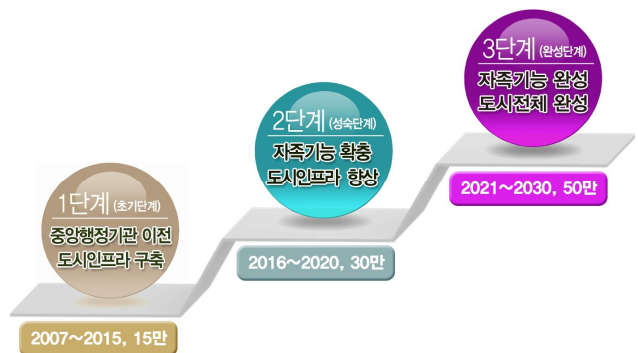 1단계 (초기단계)
중앙행정기관 이전
도시인프라 구축
2007~2015, 15만
2단계 (성숙단계)
자족기능 확충
도시인프라 향상
2016~2020, 30만
3단계 (완성단계)
자족기능 완성
도시전체 완성
2021~2030, 50만